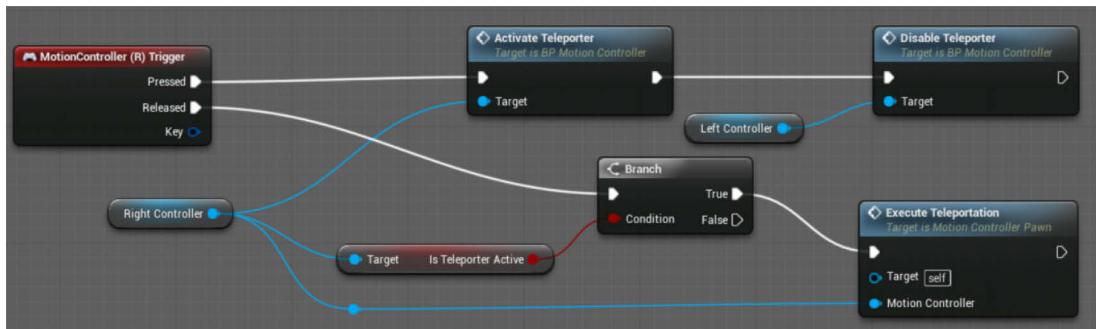 MotionController (R) Trigger
Pressed
Released
Key
Activate Teleporter
Target is BP Motion Controller
Target
Disable Teleporter
Target is BP Motion Controller
Target
Left Controller
Right Controller
Branch
True
Condition
False
Target
Is Teleporter Active
Execute Teleportation
Target is Motion Controller Pawn
Target self
Motion Controller